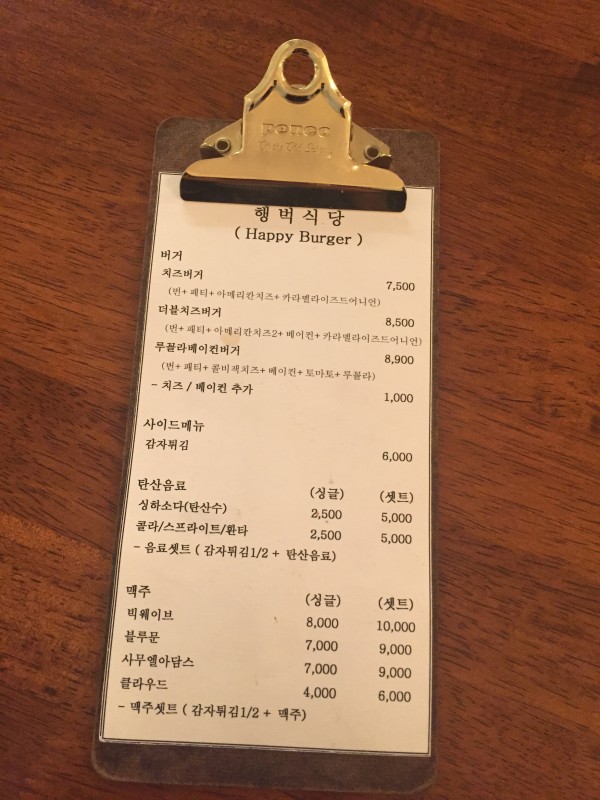 penco
행벅식당
( Happy Burger )
버거
치즈버거 7,500
(번+ 패티+ 아메리칸치즈+ 카라멜라이즈드어니언)
더블치즈버거 8,500
(번+ 패티+ 아메리칸치즈2+ 베이컨+ 카라멜라이즈드어니언)
루꼴라베이컨버거 8,900
(번+ 패티+ 콜비잭치즈+ 베이컨+ 토마토+ 루꼴라)
- 치즈 / 베이컨 추가 1,000
사이드메뉴
감자튀김 6,000
탄산음료 (싱글) (셋트)
싱하소다(탄산수) 2,500 5,000
콜라/스프라이트/환타 2,500 5,000
- 음료셋트 ( 감자튀김1/2 + 탄산음료)
맥주 (싱글) (셋트)
빅웨이브 8,000 10,000
블루문 7,000 9,000
사무엘아담스 7,000 9,000
클라우드 4,000 6,000
- 맥주셋트 ( 감자튀김1/2 + 맥주)